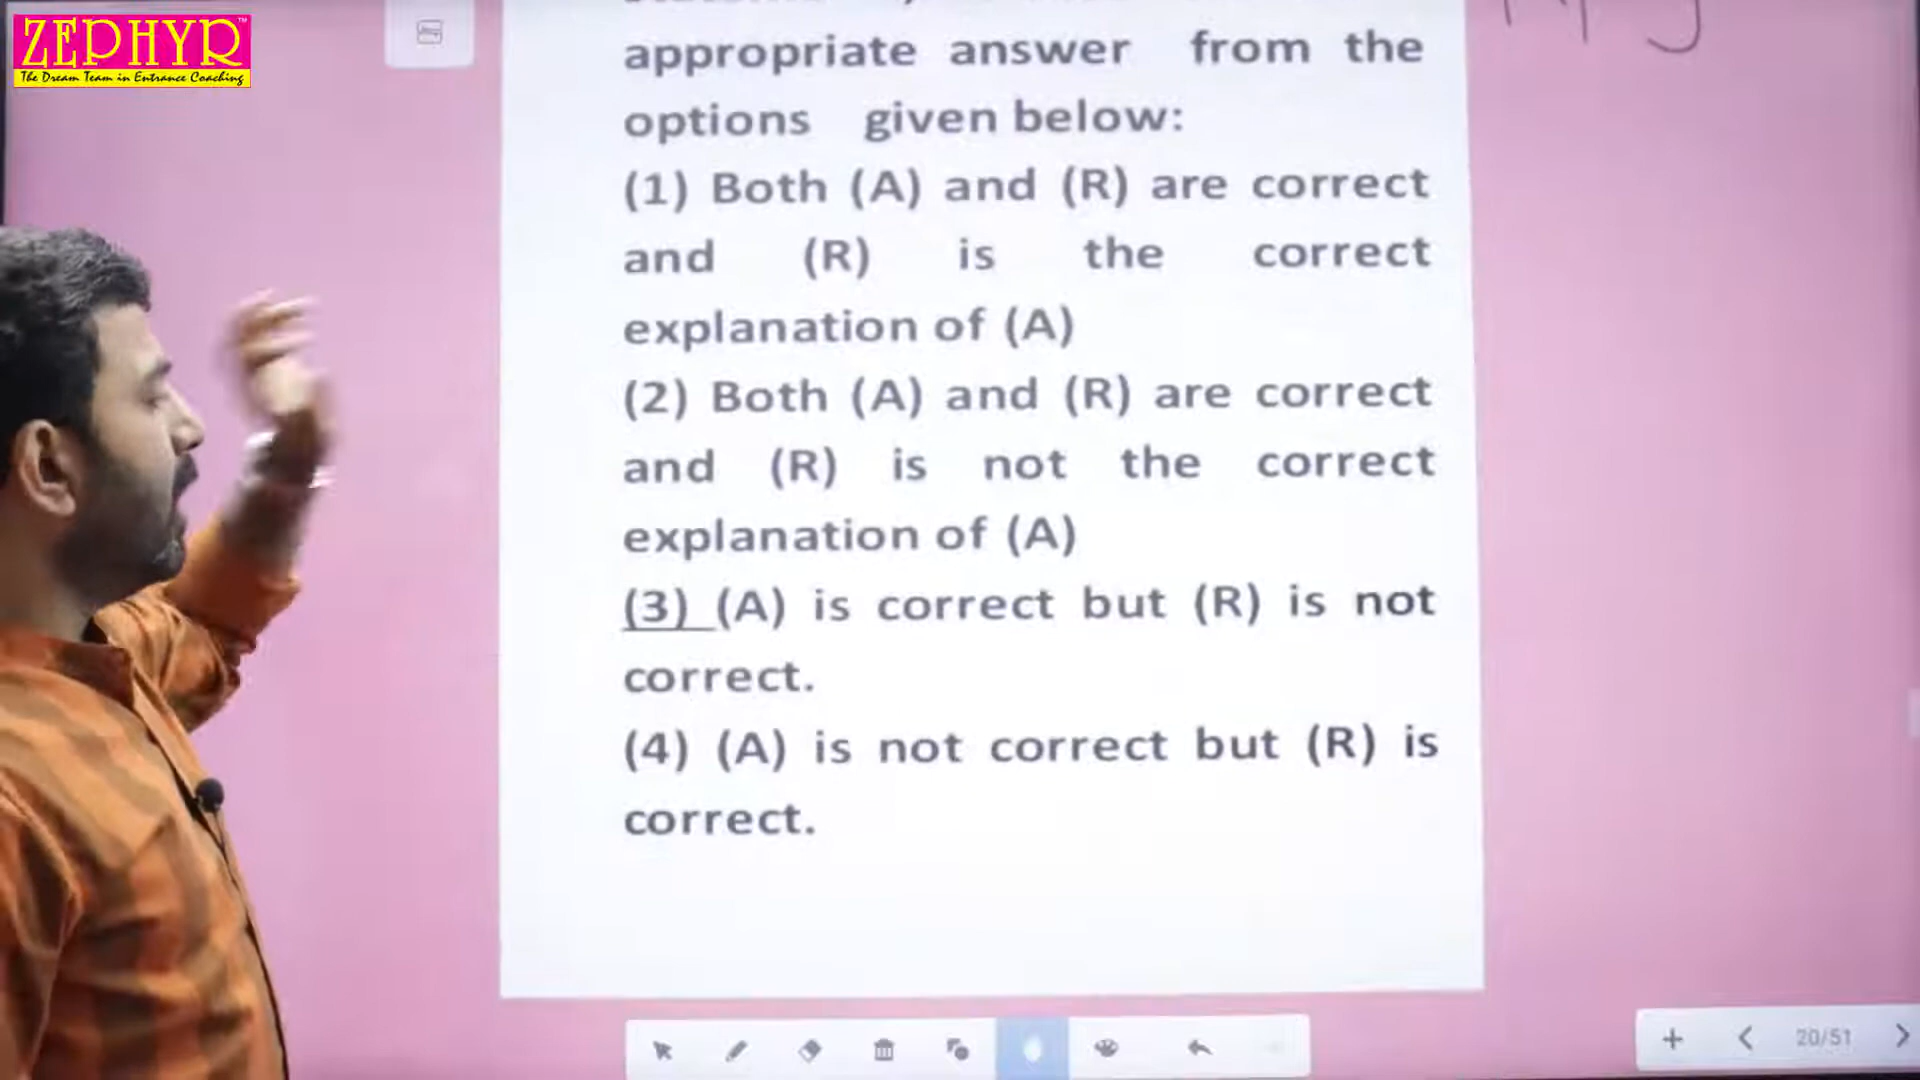 ZEPHYR™
The Dream Team in Entrance Coaching
appropriate answer from the
options given below:
(1) Both (A) and (R) are correct
and (R) is the correct
explanation of (A)
(2) Both (A) and (R) are correct
and (R) is not the correct
explanation of (A)
(3) (A) is correct but (R) is not
correct.
(4) (A) is not correct but (R) is
correct.
20/51